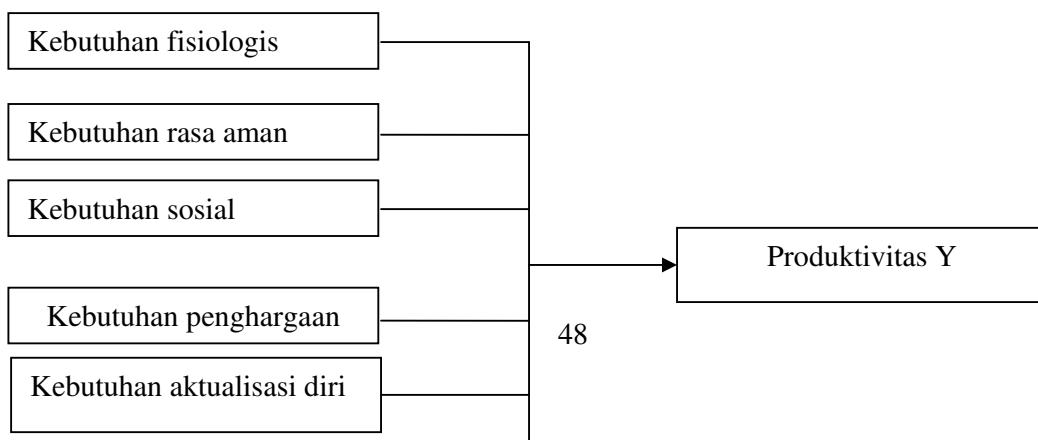 Kebutuhan fisiologis
Kebutuhan rasa aman
Kebutuhan sosial
Produktivitas Y
Kebutuhan penghargaan
48
Kebutuhan aktualisasi diri